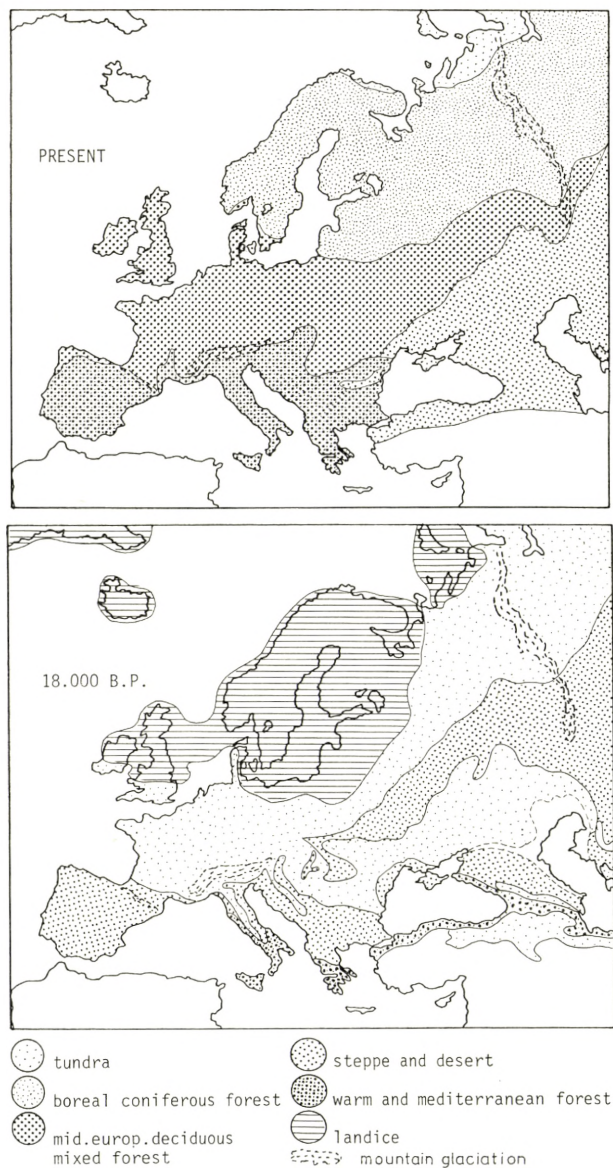 PRESENT
18.000 B.P.
tundra
boreal coniferous forest
mid.europ.deciduous
mixed forest
steppe and desert
warm and mediterranean forest
landice
mountain glaciation